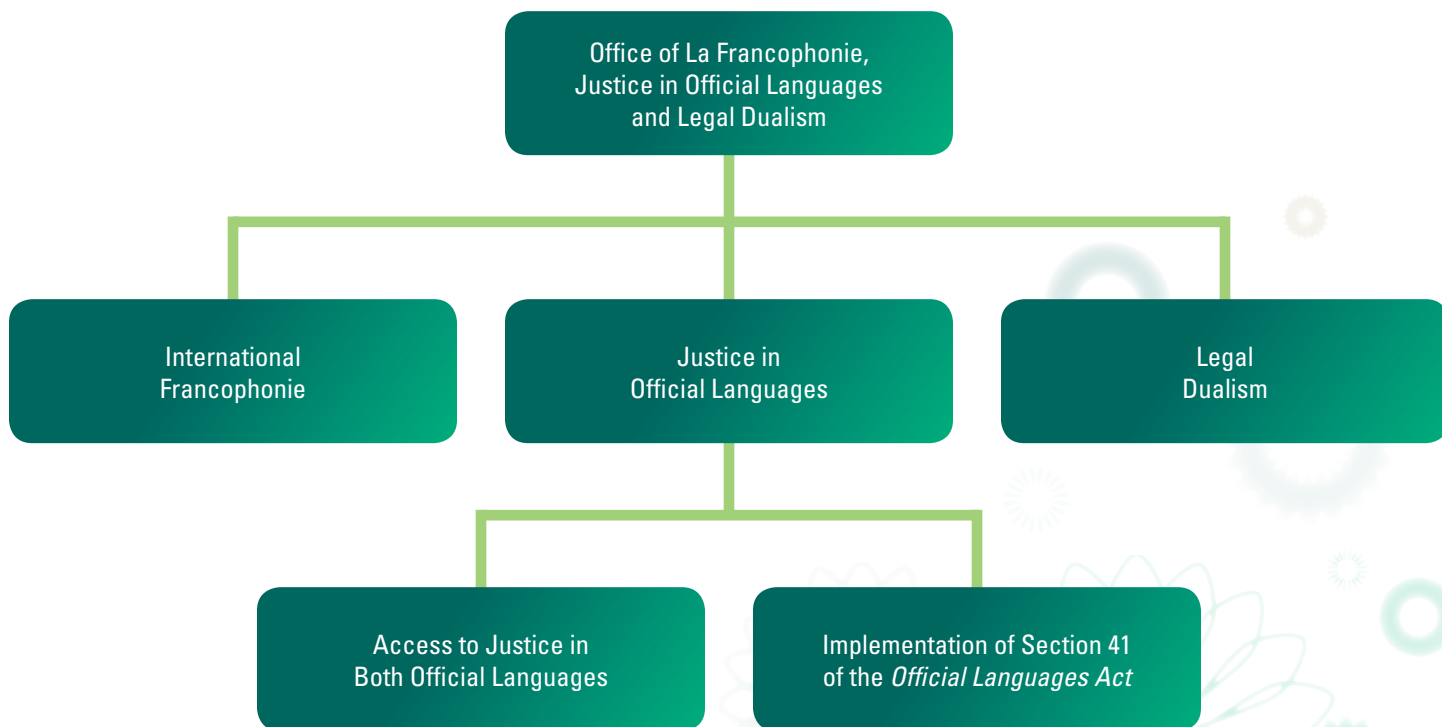 Office of La Francophonie,
Justice in Official Languages
and Legal Dualism
International
Francophonie
Justice in
Official Languages
Legal
Dualism
Access to Justice in
Both Official Languages
Implementation of Section 41
of the Official Languages Act